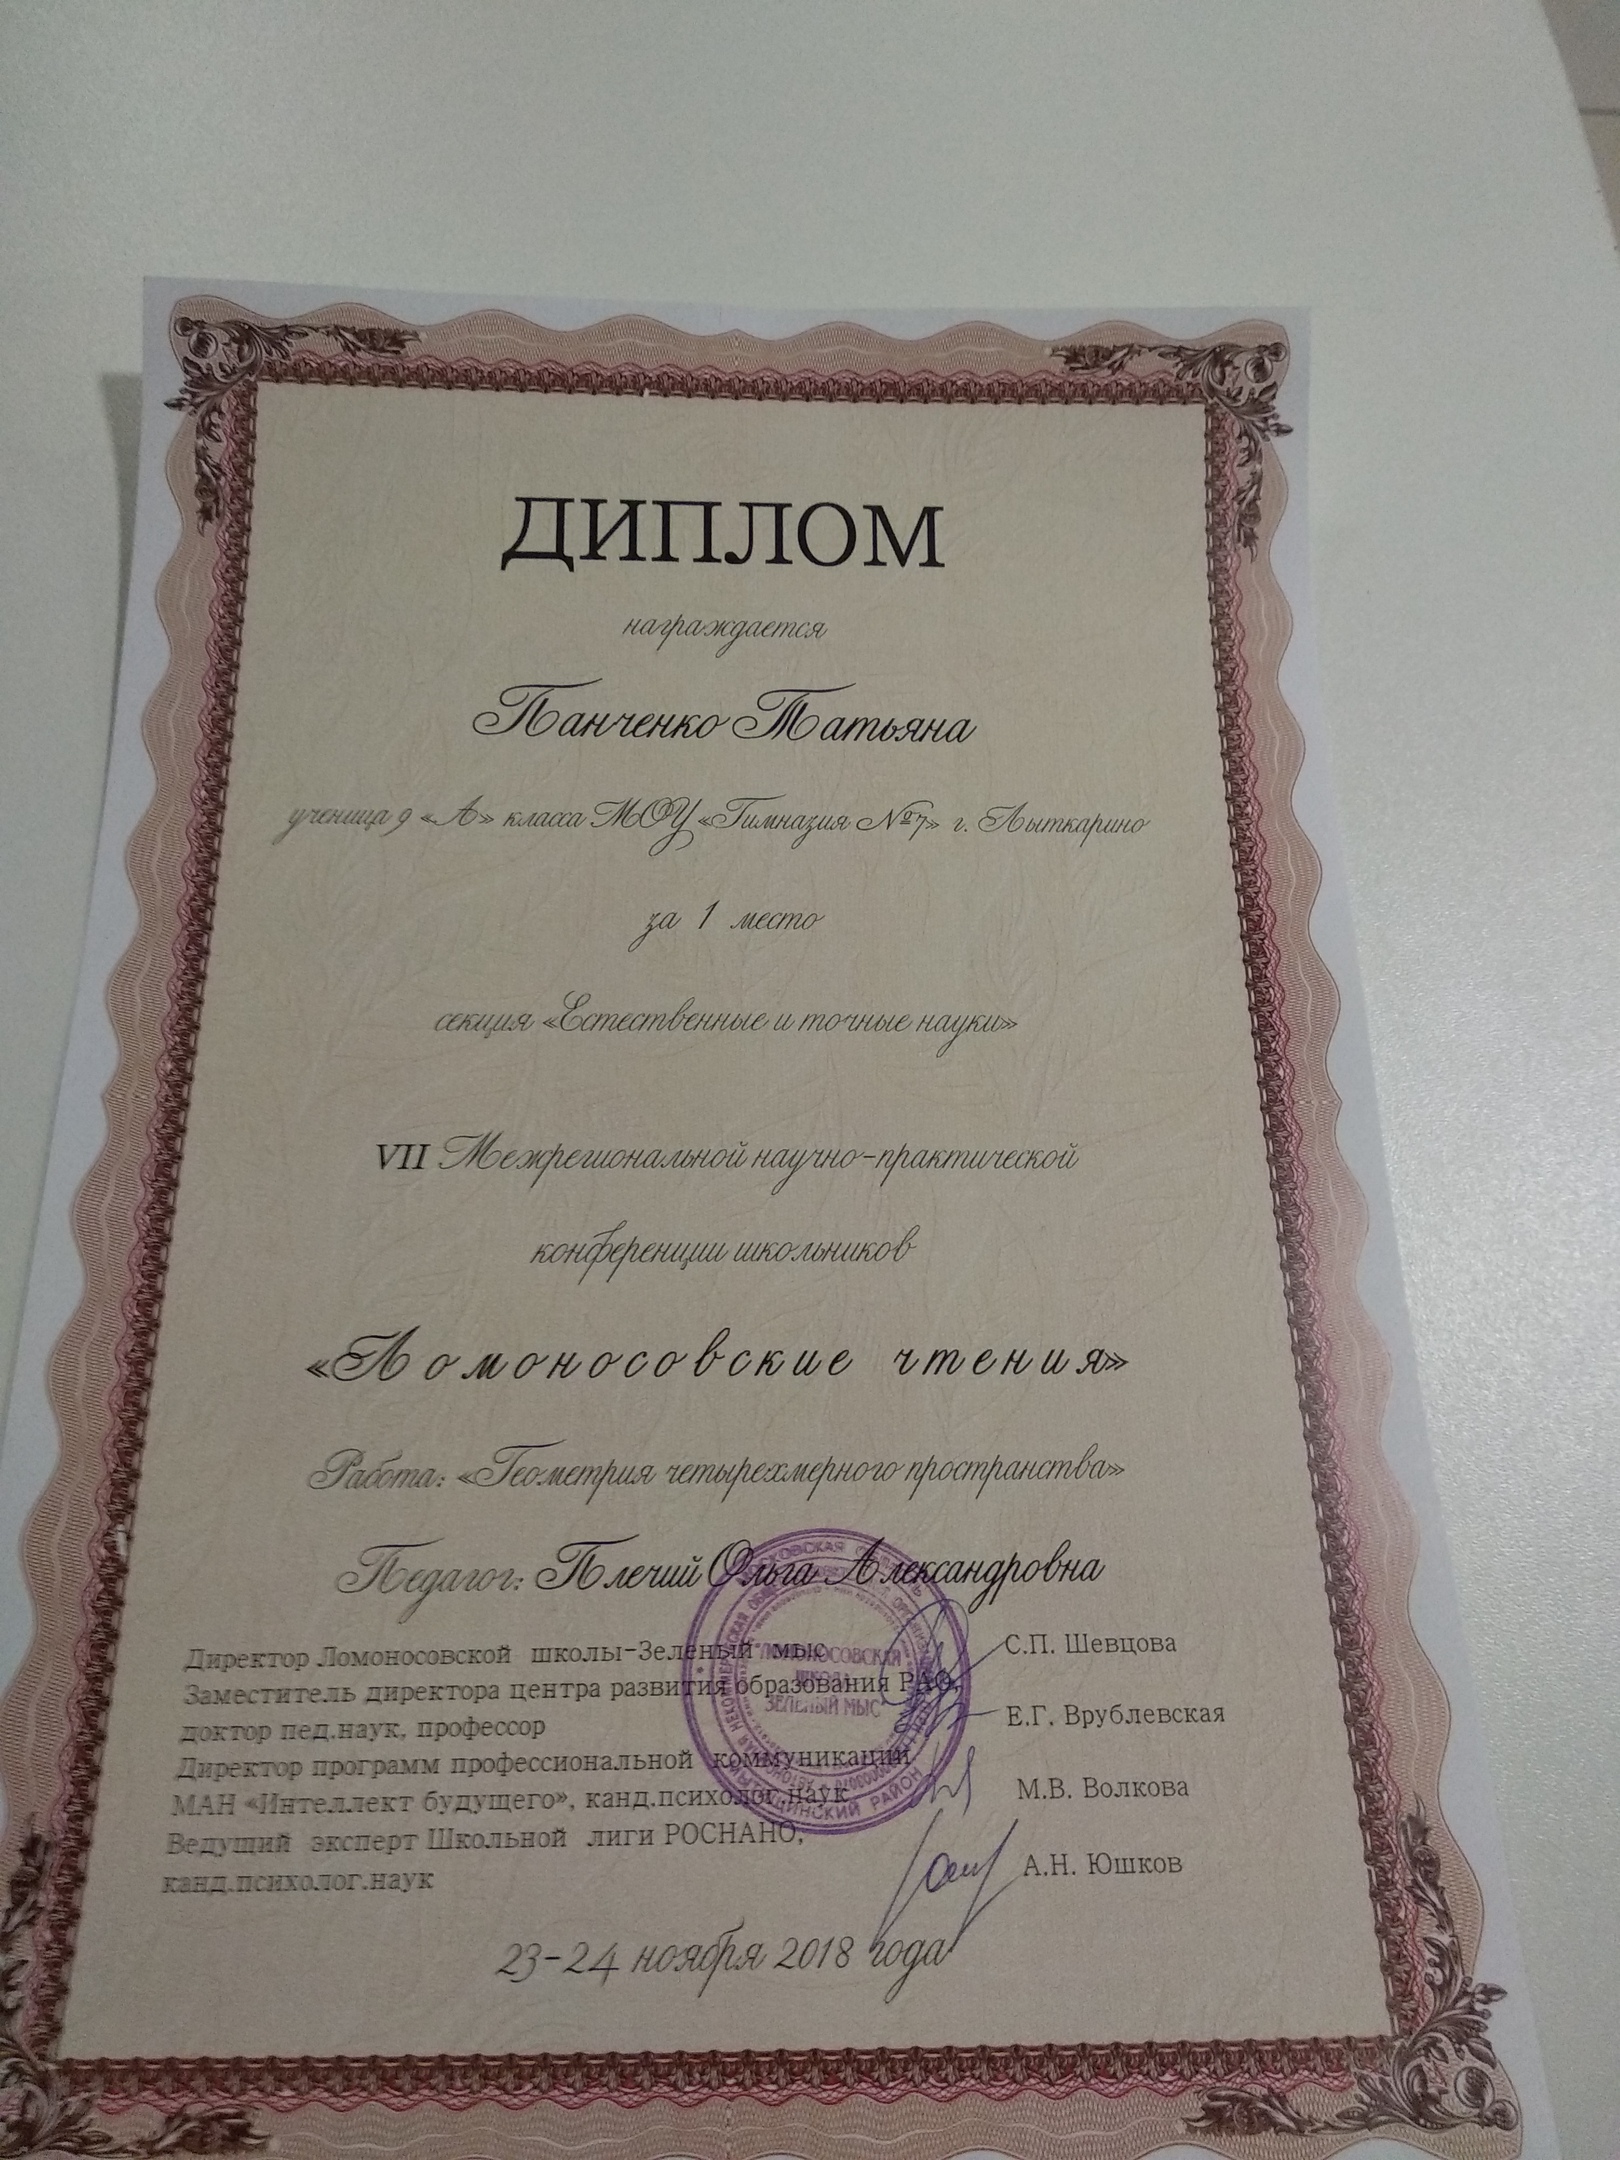 ДИПЛОМ
награждается
Панченко Татьяна
ученица 9 «А» класса МОУ «Гимназия №7» г. Лыткарино
за 1 место
секция «Естественные и точные науки»
VII Межрегиональной научно-практической
конференции школьников
«Ломоносовские чтения»
Работа: «Геометрия четырехмерного пространства»
Педагог: Плечий Ольга Александровна
Директор Ломоносовской школы-Зеленый мыс С.П. Шевцова
Заместитель директора центра развития образования РАО,
доктор пед.наук, профессор Е.Г. Врублевская
Директор программ профессиональной коммуникации
МАН «Интеллект будущего», канд.психолог.наук М.В. Волкова
Ведущий эксперт Школьной лиги РОСНАНО,
канд.психолог.наук А.Н. Юшков
23-24 ноября 2018 года
ЛОМОНОСОВСКАЯ
ШКОЛА
ЗЕЛЕНЫЙ МЫС